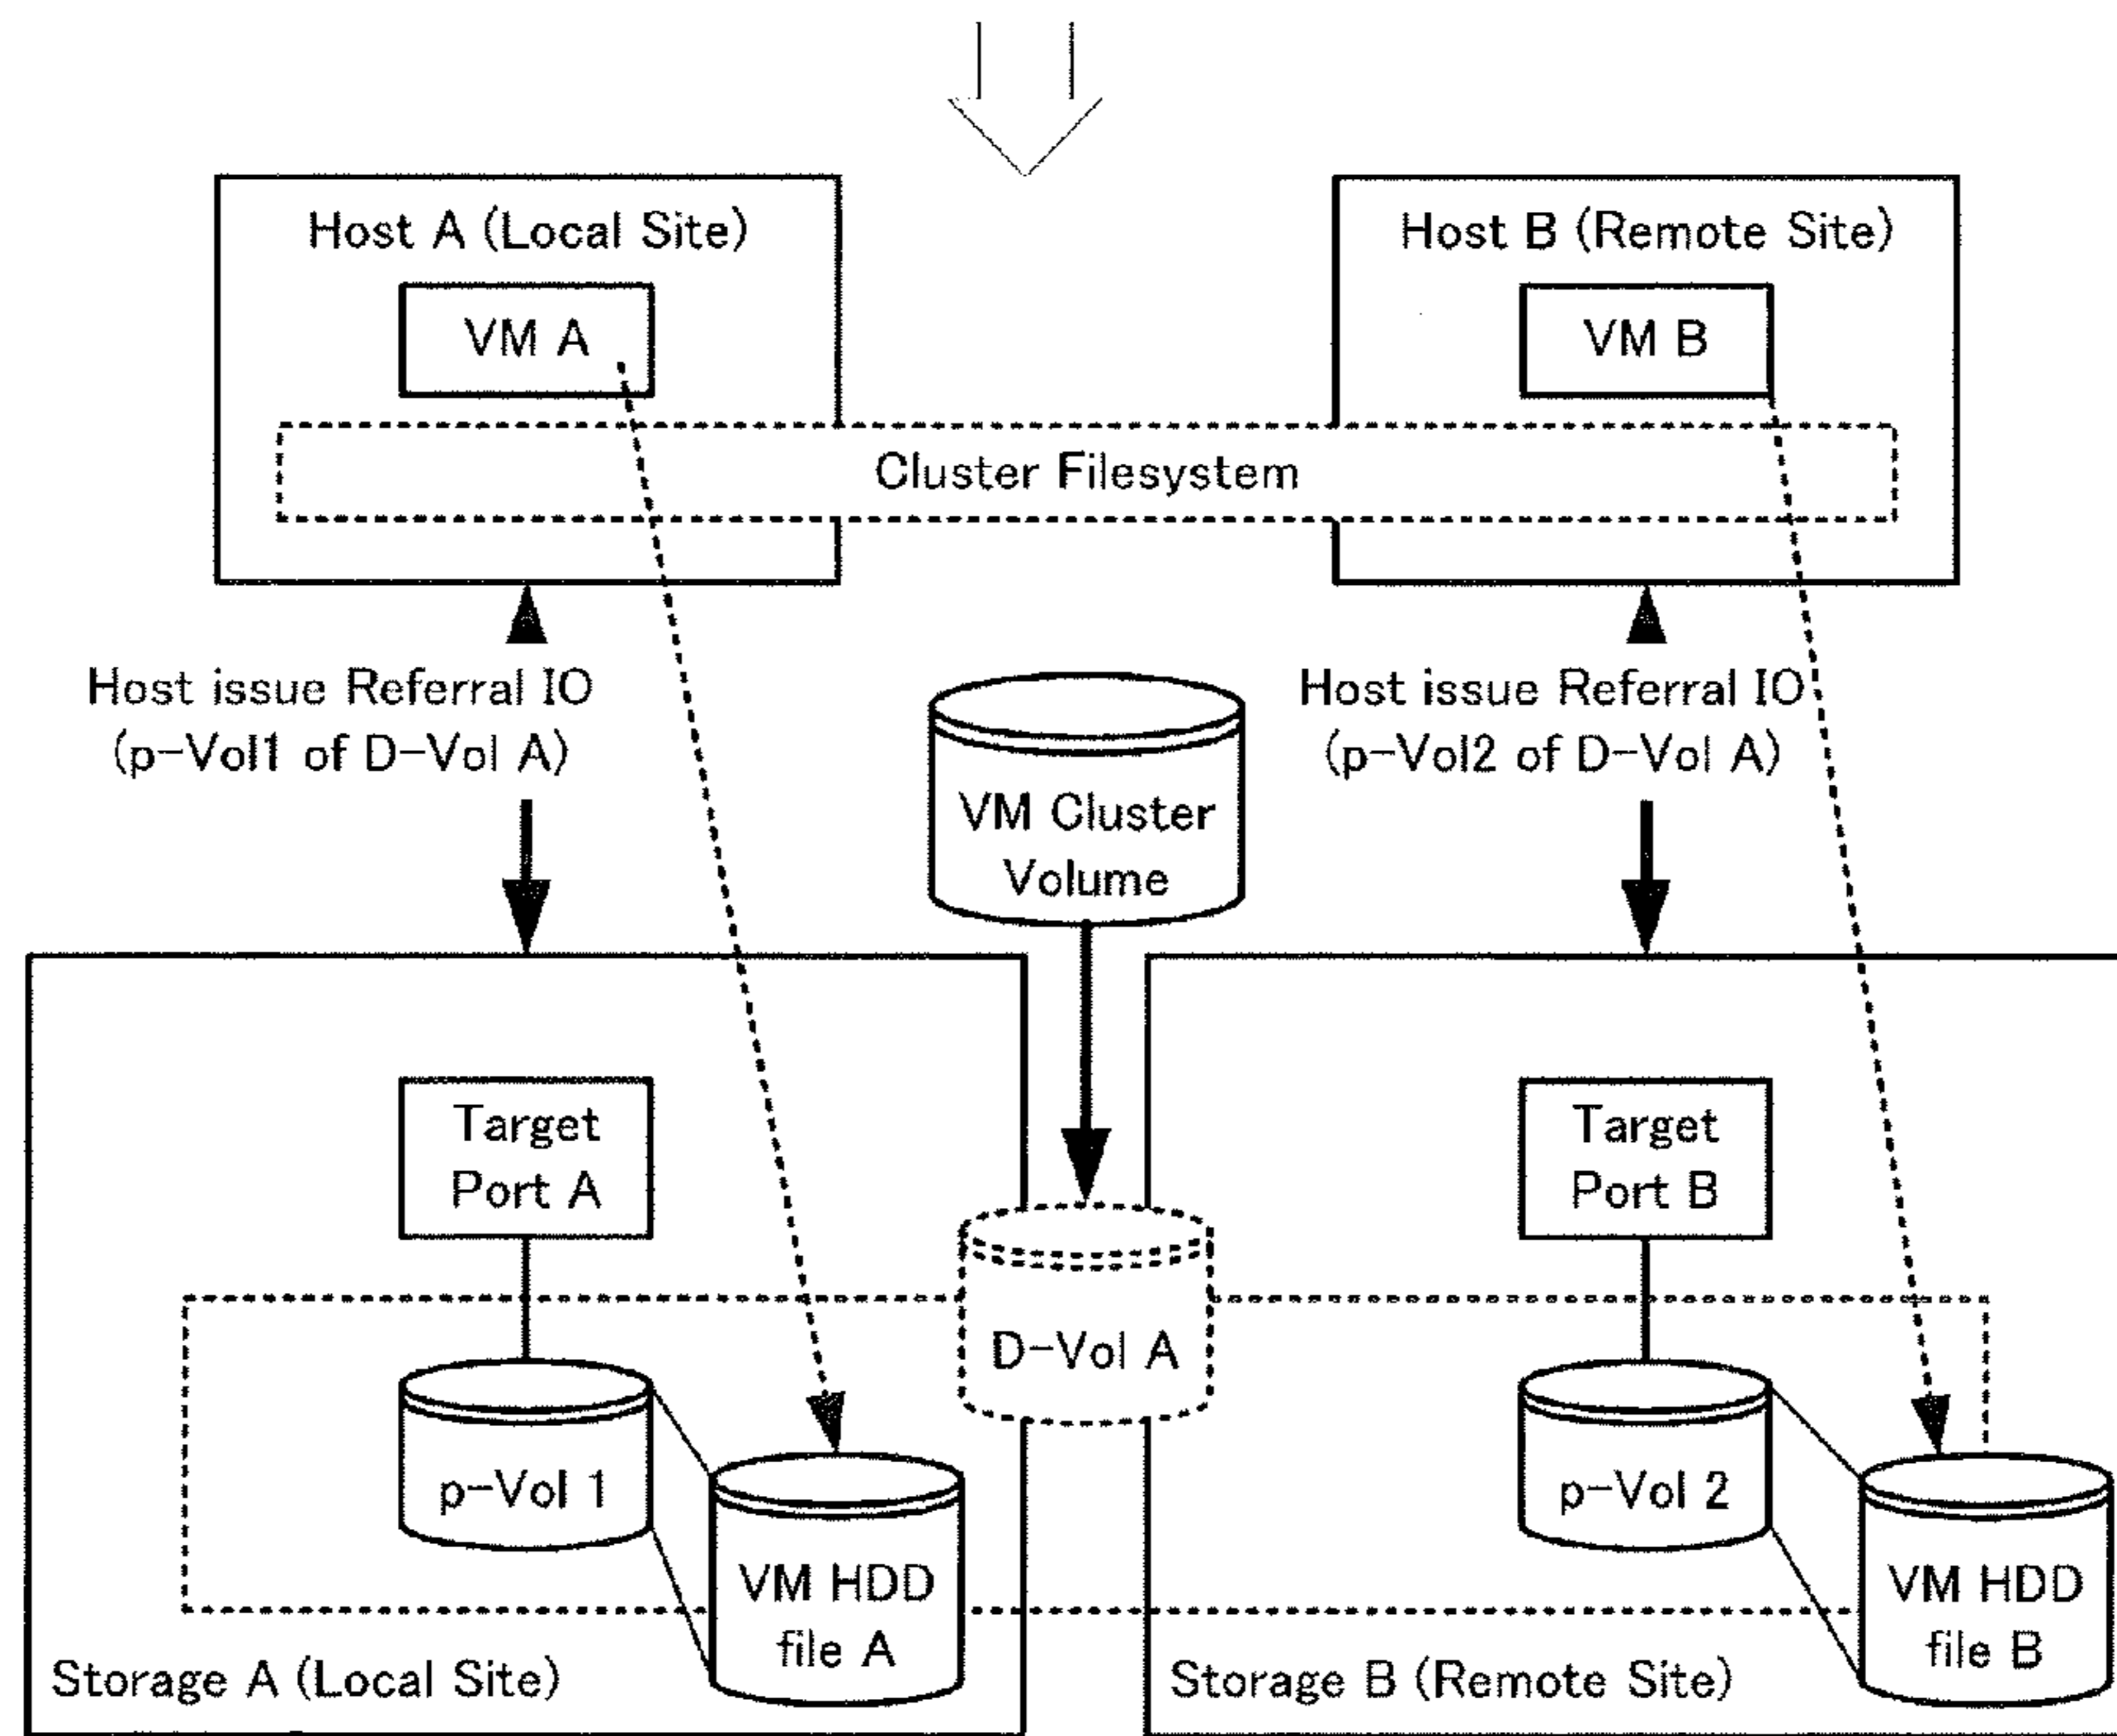 Host A (Local Site)
Host B (Remote Site)
VM A
VM B
Cluster Filesystem
Host issue Referral IO
(p-Vol1 of D-Vol A)
Host issue Referral IO
(p-Vol2 of D-Vol A)
VM Cluster
Volume
Target
Port A
Target
Port B
D-Vol A
p-Vol 1
p-Vol 2
VM HDD
file A
VM HDD
file B
Storage A (Local Site)
Storage B (Remote Site)